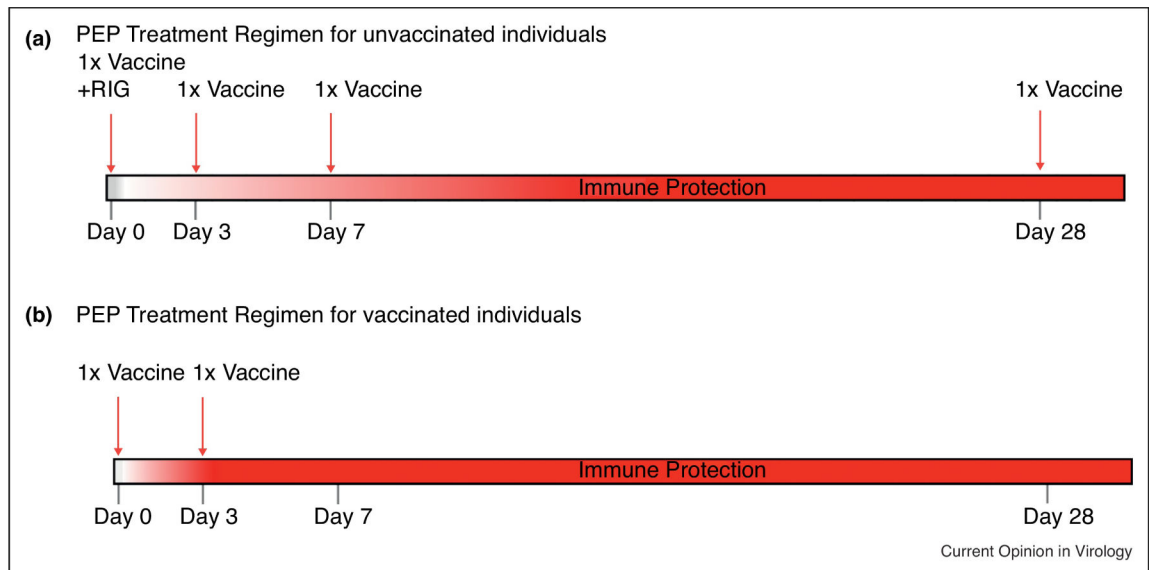 (a) PEP Treatment Regimen for unvaccinated individuals
1x Vaccine
+RIG 1x Vaccine 1x Vaccine 1x Vaccine
Immune Protection
Day 0 Day 3 Day 7 Day 28
(b) PEP Treatment Regimen for vaccinated individuals
1x Vaccine 1x Vaccine
Immune Protection
Day 0 Day 3 Day 7 Day 28
Current Opinion in Virology